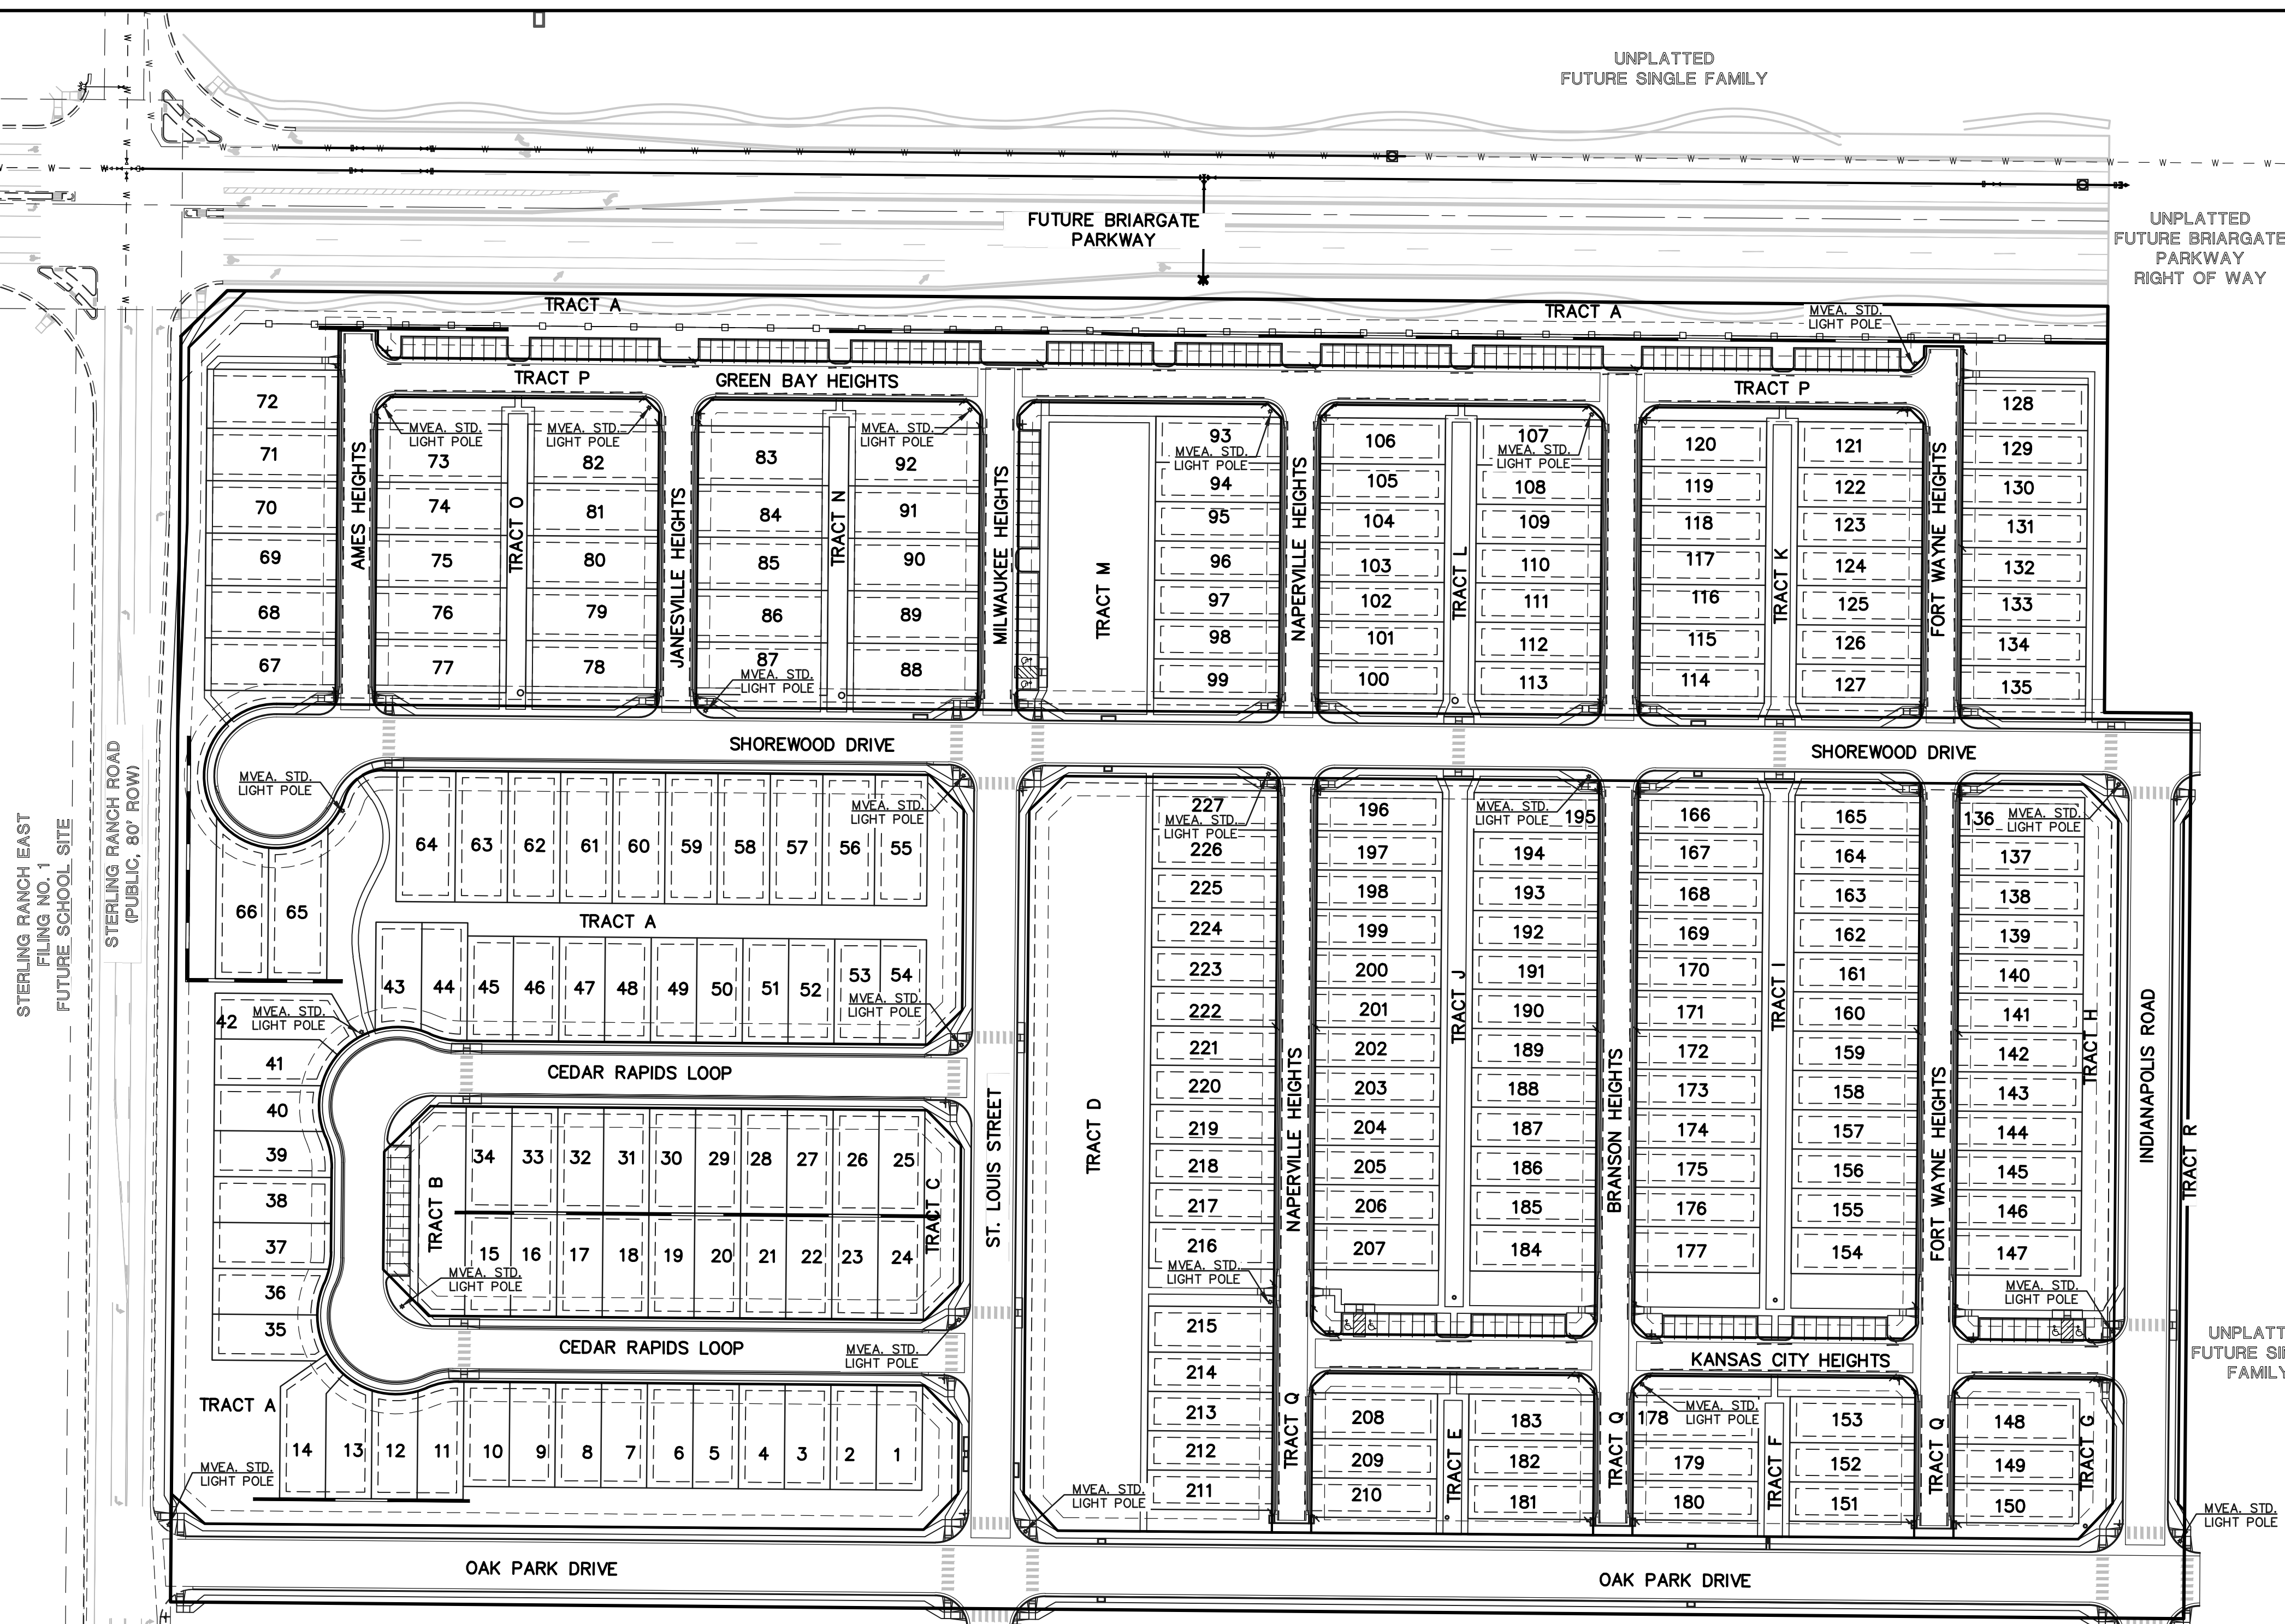 UNPLATTED
FUTURE SINGLE FAMILY
FUTURE BRIARGATE
PARKWAY
UNPLATTED
FUTURE BRIARGATE
PARKWAY
RIGHT OF WAY
TRACT A
TRACT A
MVEA. STD.
LIGHT POLE
TRACT P
GREEN BAY HEIGHTS
TRACT P
72
71
70
69
68
67
AMES HEIGHTS
MVEA. STD.
LIGHT POLE
73
74
75
76
77
TRACT O
MVEA. STD.
LIGHT POLE
82
81
80
79
78
JANESVILLE HEIGHTS
83
84
85
86
87
MVEA. STD.
LIGHT POLE
TRACT N
MVEA. STD.
LIGHT POLE
92
91
90
89
88
MILWAUKEE HEIGHTS
TRACT M
93
MVEA. STD.
LIGHT POLE
94
95
96
97
98
99
NAPERVILLE HEIGHTS
106
105
104
103
102
101
100
TRACT L
107
MVEA. STD.
LIGHT POLE
108
109
110
111
112
113
120
119
118
117
116
115
114
TRACT K
121
122
123
124
125
126
127
FORT WAYNE HEIGHTS
128
129
130
131
132
133
134
135
SHOREWOOD DRIVE
SHOREWOOD DRIVE
STERLING RANCH EAST
FILING NO. 1
FUTURE SCHOOL SITE
STERLING RANCH RROAD
(PUBLIC, 80' ROW)
MVEA. STD.
LIGHT POLE
64
63
62
61
60
59
58
57
56
55
MVEA. STD.
LIGHT POLE
66
65
TRACT A
43
44
45
46
47
48
49
50
51
52
53
54
MVEA. STD.
LIGHT POLE
42
MVEA. STD.
LIGHT POLE
41
40
39
38
37
36
35
CEDAR RAPIDS LOOP
TRACT B
34
33
32
31
30
29
28
27
26
25
TRACT C
15
16
17
18
19
20
21
22
23
24
MVEA. STD.
LIGHT POLE
CEDAR RAPIDS LOOP
MVEA. STD.
LIGHT POLE
TRACT A
14
13
12
11
10
9
8
7
6
5
4
3
2
1
MVEA. STD.
LIGHT POLE
ST. LOUIS STREET
TRACT D
227
MVEA. STD.
LIGHT POLE
226
225
224
223
222
221
220
219
218
217
216
MVEA. STD.
LIGHT POLE
215
214
213
212
211
MVEA. STD.
LIGHT POLE
NAPERVILLE HEIGHTS
TRACT Q
196
197
198
199
200
201
202
203
204
205
206
207
TRACT J
MVEA. STD.
LIGHT POLE
195
194
193
192
191
190
189
188
187
186
185
184
BRANSON HEIGHTS
166
167
168
169
170
171
172
173
174
175
176
177
TRACT I
165
164
163
162
161
160
159
158
157
156
155
154
FORT WAYNE HEIGHTS
136
MVEA. STD.
LIGHT POLE
137
138
139
140
141
142
143
144
145
146
147
TRACT H
MVEA. STD.
LIGHT POLE
INDIANAPOLIS ROAD
TRACT R
KANSAS CITY HEIGHTS
208
209
210
TRACT E
183
182
181
TRACT Q
178
MVEA. STD.
LIGHT POLE
179
180
TRACT F
153
152
151
TRACT Q
148
149
150
TRACT G
MVEA. STD.
LIGHT POLE
FUTURE
OAK PARK DRIVE
OAK PARK DRIVE